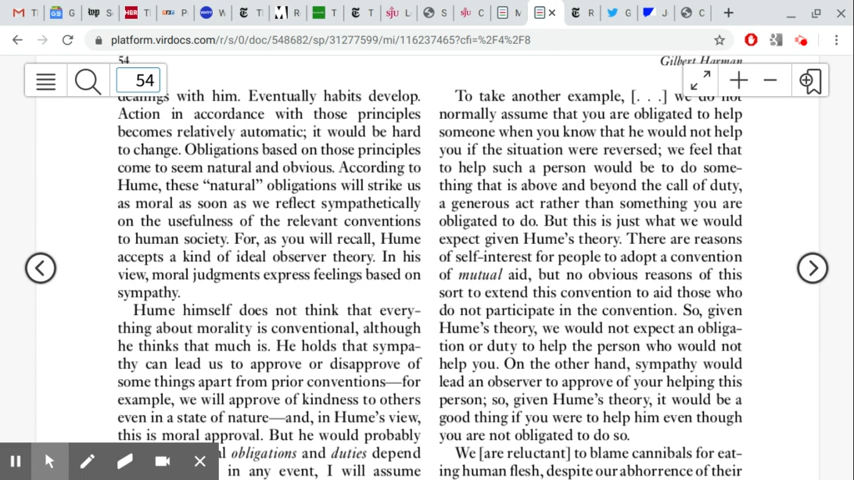 platform.virdocs.com/r/s/0/doc/548682/sp/31277599/mi/116237465?cfi=%2F4%2F8
54
54
Gilbert Harman
dealings with him. Eventually habits develop.
Action in accordance with those principles
becomes relatively automatic; it would be hard
to change. Obligations based on those principles
come to seem natural and obvious. According to
Hume, these “natural” obligations will strike us
as moral as soon as we reflect sympathetically
on the usefulness of the relevant conventions
to human society. For, as you will recall, Hume
accepts a kind of ideal observer theory. In his
view, moral judgments express feelings based on
sympathy.
Hume himself does not think that every-
thing about morality is conventional, although
he thinks that much is. He holds that sympa-
thy can lead us to approve or disapprove of
some things apart from prior conventions—for
example, we will approve of kindness to others
even in a state of nature—and, in Hume’s view,
this is moral approval. But he would probably
obligations and duties depend
in any event, I will assume
To take another example, [. . .] we do not
normally assume that you are obligated to help
someone when you know that he would not help
you if the situation were reversed; we feel that
to help such a person would be to do some-
thing that is above and beyond the call of duty,
a generous act rather than something you are
obligated to do. But this is just what we would
expect given Hume’s theory. There are reasons
of self-interest for people to adopt a convention
of mutual aid, but no obvious reasons of this
sort to extend this convention to aid those who
do not participate in the convention. So, given
Hume’s theory, we would not expect an obliga-
tion or duty to help the person who would not
help you. On the other hand, sympathy would
lead an observer to approve of your helping this
person; so, given Hume’s theory, it would be a
good thing if you were to help him even though
you are not obligated to do so.
We [are reluctant] to blame cannibals for eat-
ing human flesh, despite our abhorrence of their